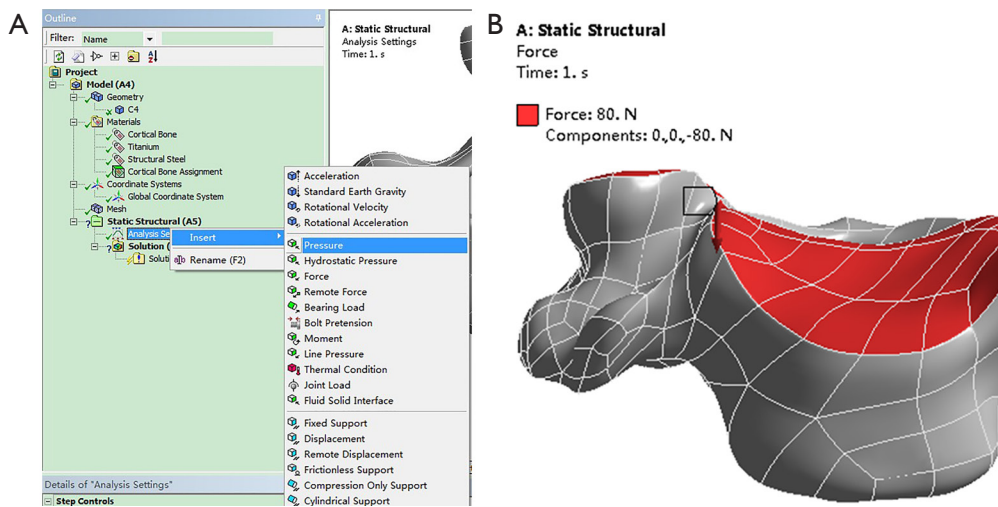 A
Outline
Filter: Name
Project
Model (A4)
Geometry
C4
Materials
Cortical Bone
Titanium
Structural Steel
Cortical Bone Assignment
Coordinate Systems
Global Coordinate System
Mesh
Static Structural (A5)
Analysis Se
Solution (
Soluti
Insert
Rename (F2)
Acceleration
Standard Earth Gravity
Rotational Velocity
Rotational Acceleration
Pressure
Hydrostatic Pressure
Force
Remote Force
Bearing Load
Bolt Pretension
Moment
Line Pressure
Thermal Condition
Joint Load
Fluid Solid Interface
Fixed Support
Displacement
Remote Displacement
Frictionless Support
Compression Only Support
Cylindrical Support
Details of "Analysis Settings"
Step Controls
A: Static Structural
Analysis Settings
Time: 1. s
B
A: Static Structural
Force
Time: 1. s
Force: 80. N
Components: 0.,0.,-80. N